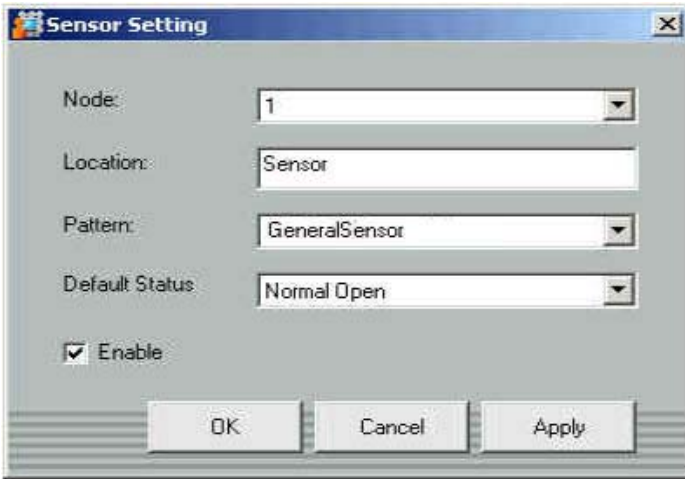 Sensor Setting
Node: 1
Location: Sensor
Pattern: GeneralSensor
Default Status Normal Open
Enable
OK Cancel Apply